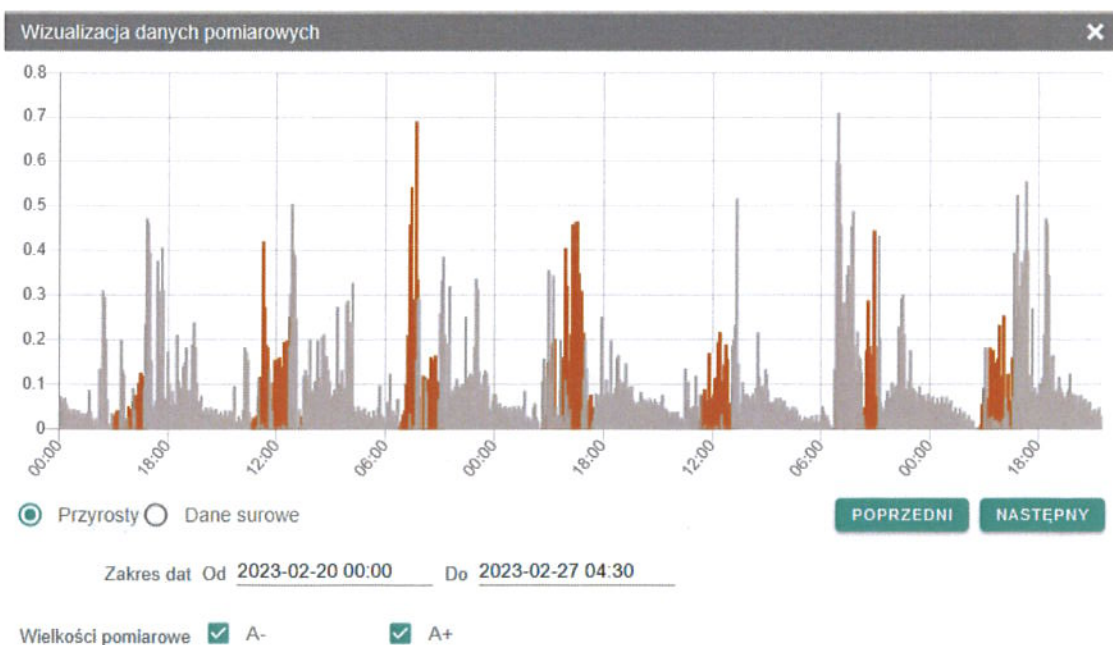 Wizualizacja danych pomiarowych ×
0.8
0.7
0.6
0.5
0.4
0.3
0.2
0.1
0
00:00 18:00 12:00 06:00 00:00 18:00 12:00 06:00 00:00 18:00
Przyrosty Dane surowe POPRZEDNI NASTĘPNY
Zakres dat Od 2023-02-20 00:00 Do 2023-02-27 04:30
Wielkości pomiarowe A- A+